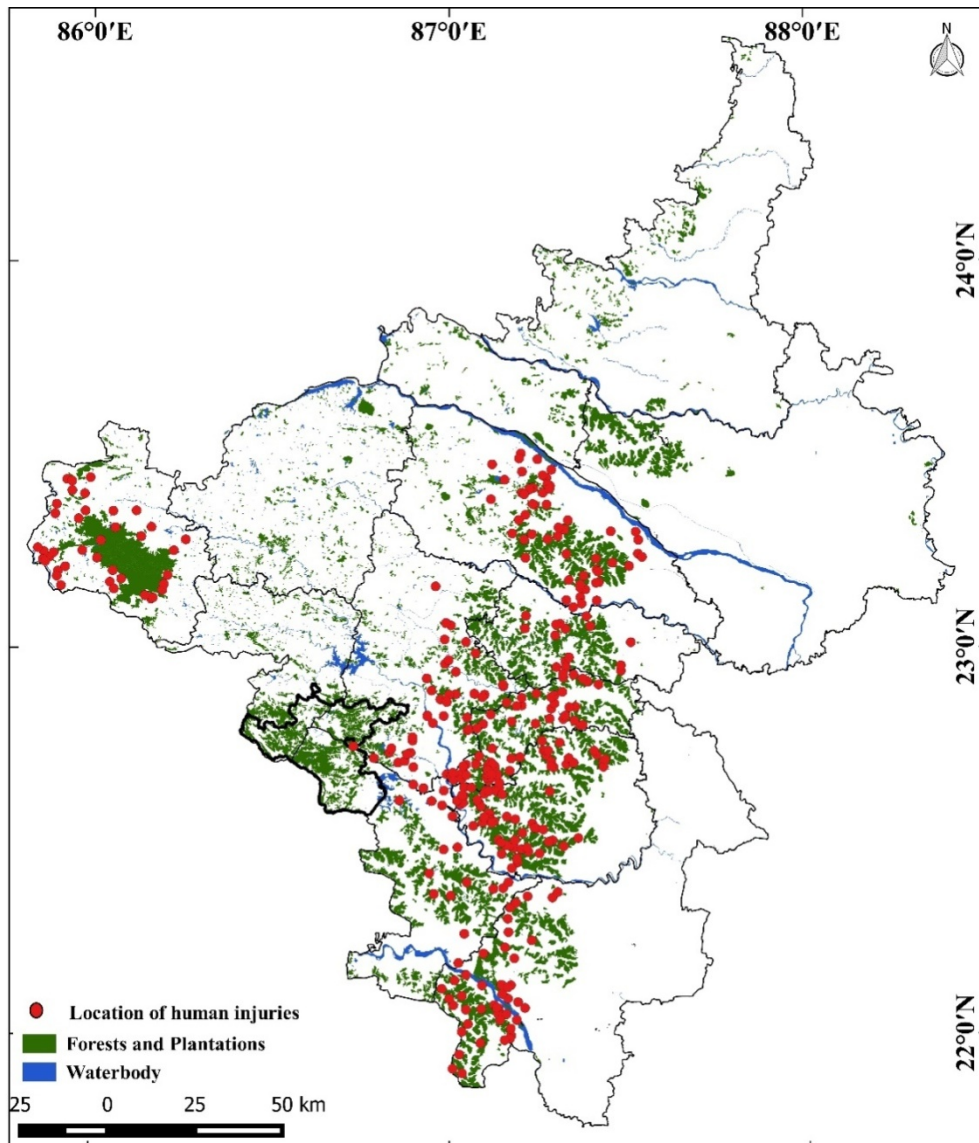 86°0′E 87°0′E 88°0′E
N
24°0′N
23°0′N
22°0′N
Location of human injuries
Forests and Plantations
Waterbody
25 0 25 50 km